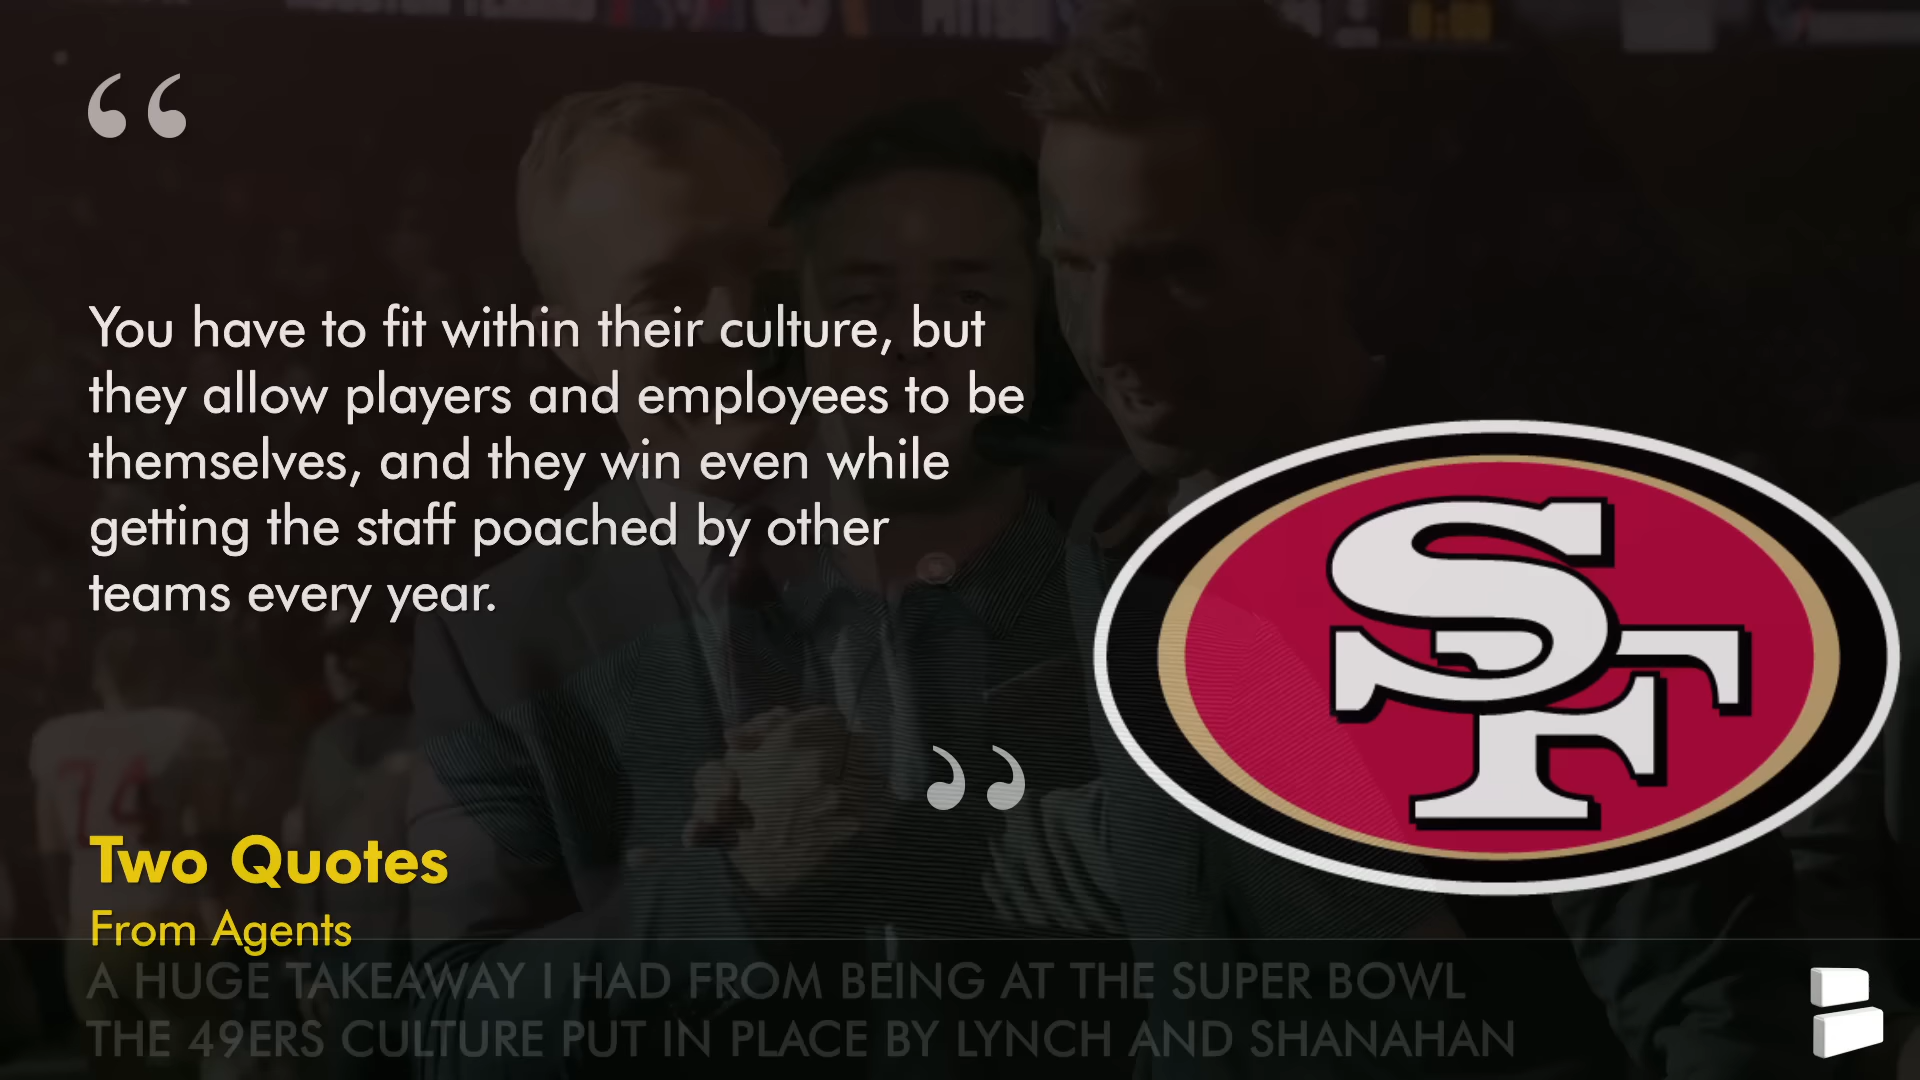 “
You have to fit within their culture, but
they allow players and employees to be
themselves, and they win even while
getting the staff poached by other
teams every year.
”
SF
74
Two Quotes
From Agents
A HUGE TAKEAWAY I HAD FROM BEING AT THE SUPER BOWL
THE 49ERS CULTURE PUT IN PLACE BY LYNCH AND SHANAHAN